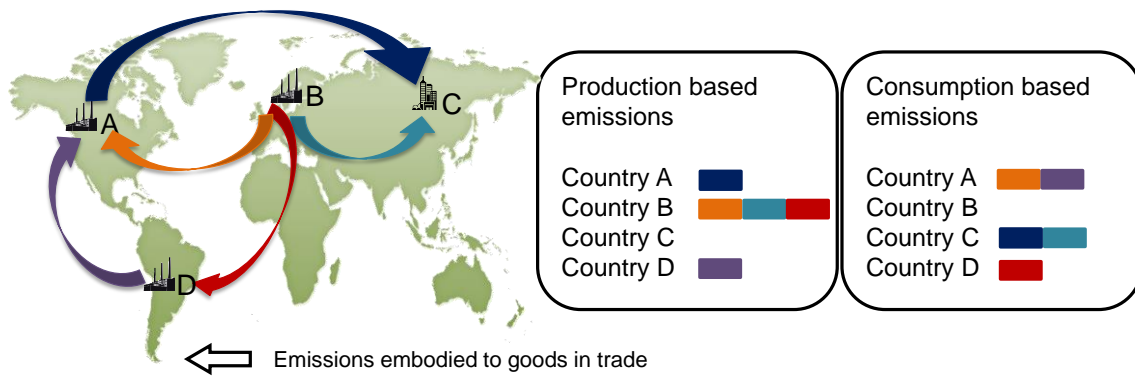 A
B
C
D
Emissions embodied to goods in trade
Production based
emissions
Country A
Country B
Country C
Country D
Consumption based
emissions
Country A
Country B
Country C
Country D